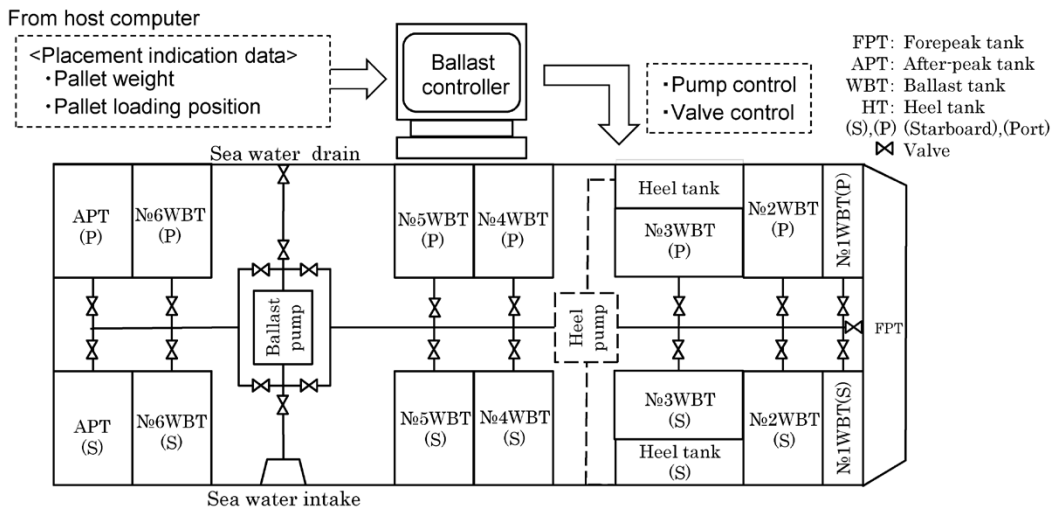 From host computer
<Placement indication data>
・Pallet weight
・Pallet loading position
Ballast
controller
・Pump control
・Valve control
FPT: Forepeak tank
APT: After-peak tank
WBT: Ballast tank
HT: Heel tank
(S),(P) (Starboard),(Port)
Valve
Sea water drain
APT
(P)
№6WBT
(P)
№5WBT
(P)
№4WBT
(P)
Heel tank
№3WBT
(P)
№2WBT
(P)
№1WBT(P)
Ballast
pump
Heel
pump
FPT
APT
(S)
№6WBT
(S)
№5WBT
(S)
№4WBT
(S)
№3WBT
(S)
Heel tank
(S)
№2WBT
(S)
№1WBT(S)
Sea water intake